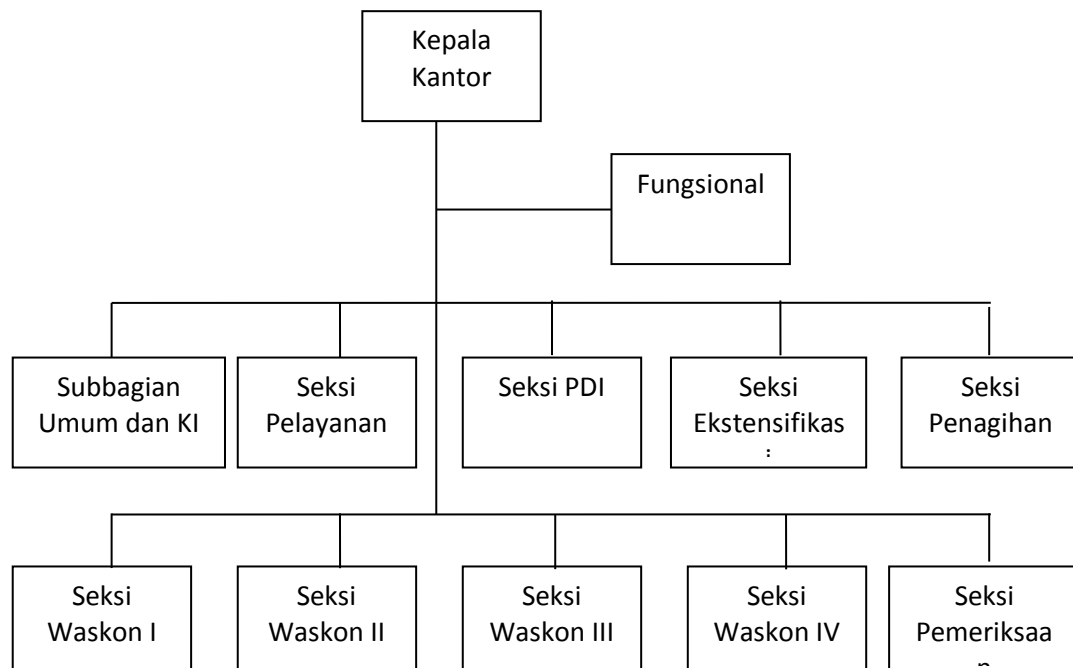 Kepala
Kantor
Fungsional
Subbagian
Umum dan KI
Seksi
Pelayanan
Seksi PDI
Seksi
Ekstensifikas
i
Seksi
Penagihan
Seksi
Waskon I
Seksi
Waskon II
Seksi
Waskon III
Seksi
Waskon IV
Seksi
Pemeriksaa
n